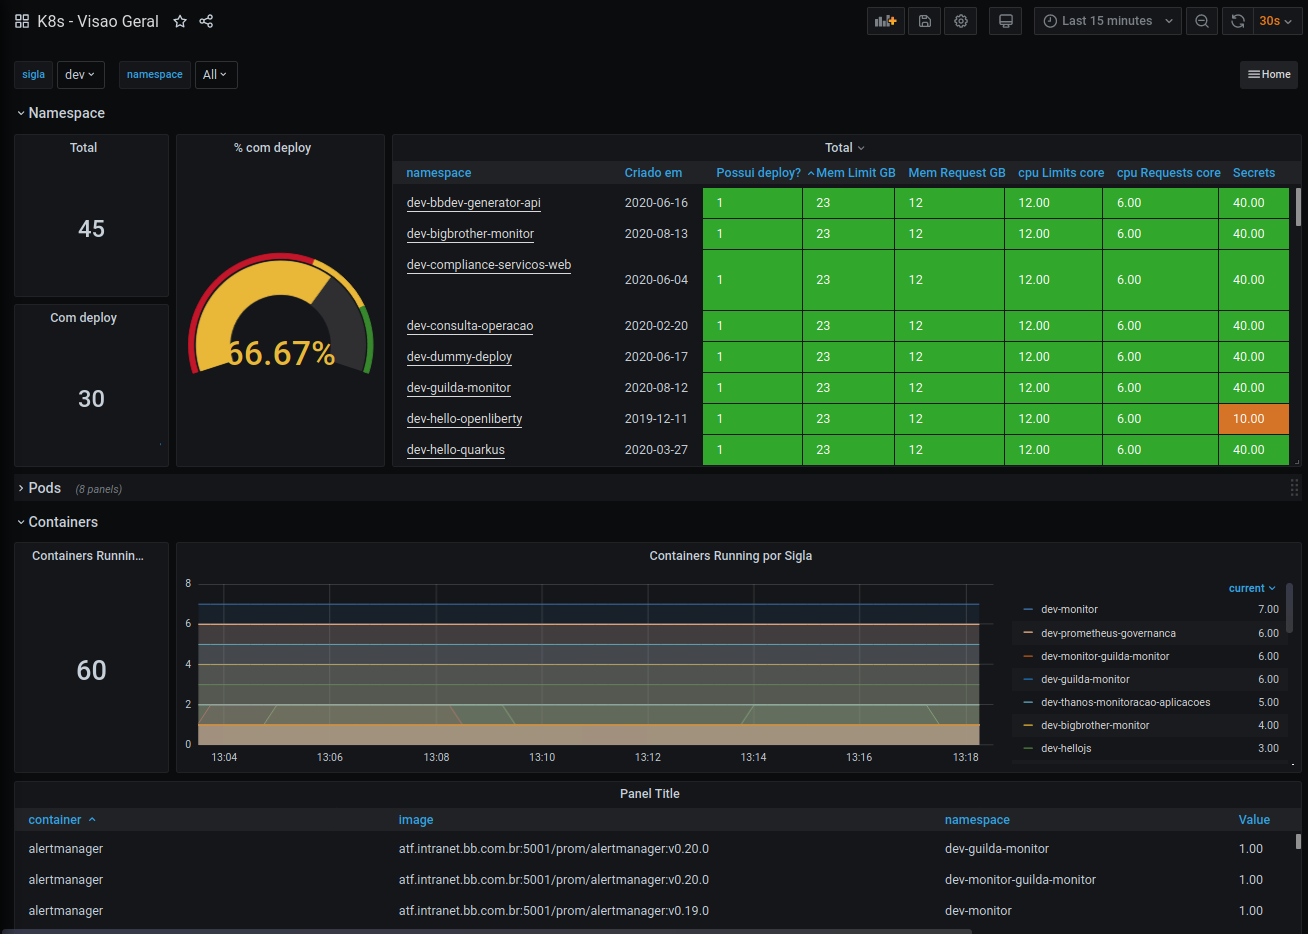 K8s - Visao Geral
Last 15 minutes
30s
sigla dev namespace All
Home
Namespace
Total
45
Com deploy
30
% com deploy
66.67%
Total
namespace Criado em Possui deploy? Mem Limit GB Mem Request GB cpu Limits core cpu Requests core Secrets
dev-bbdev-generator-api 2020-06-16 1 23 12 12.00 6.00 40.00
dev-bigbrother-monitor 2020-08-13 1 23 12 12.00 6.00 40.00
dev-compliance-servicos-web 2020-06-04 1 23 12 12.00 6.00 40.00
dev-consulta-operacao 2020-02-20 1 23 12 12.00 6.00 40.00
dev-dummy-deploy 2020-06-17 1 23 12 12.00 6.00 40.00
dev-guilda-monitor 2020-08-12 1 23 12 12.00 6.00 40.00
dev-hello-openliberty 2019-12-11 1 23 12 12.00 6.00 10.00
dev-hello-quarkus 2020-03-27 1 23 12 12.00 6.00 40.00
Pods (8 panels)
Containers
Containers Runnin...
60
Containers Running por Sigla
8
6
4
2
0
13:04 13:06 13:08 13:10 13:12 13:14 13:16 13:18
current
dev-monitor 7.00
dev-prometheus-governanca 6.00
dev-monitor-guilda-monitor 6.00
dev-guilda-monitor 6.00
dev-thanos-monitoracao-aplicacoes 5.00
dev-bigbrother-monitor 4.00
dev-hellojs 3.00
Panel Title
container image namespace Value
alertmanager atf.intranet.bb.com.br:5001/prom/alertmanager:v0.20.0 dev-guilda-monitor 1.00
alertmanager atf.intranet.bb.com.br:5001/prom/alertmanager:v0.20.0 dev-monitor-guilda-monitor 1.00
alertmanager atf.intranet.bb.com.br:5001/prom/alertmanager:v0.19.0 dev-monitor 1.00